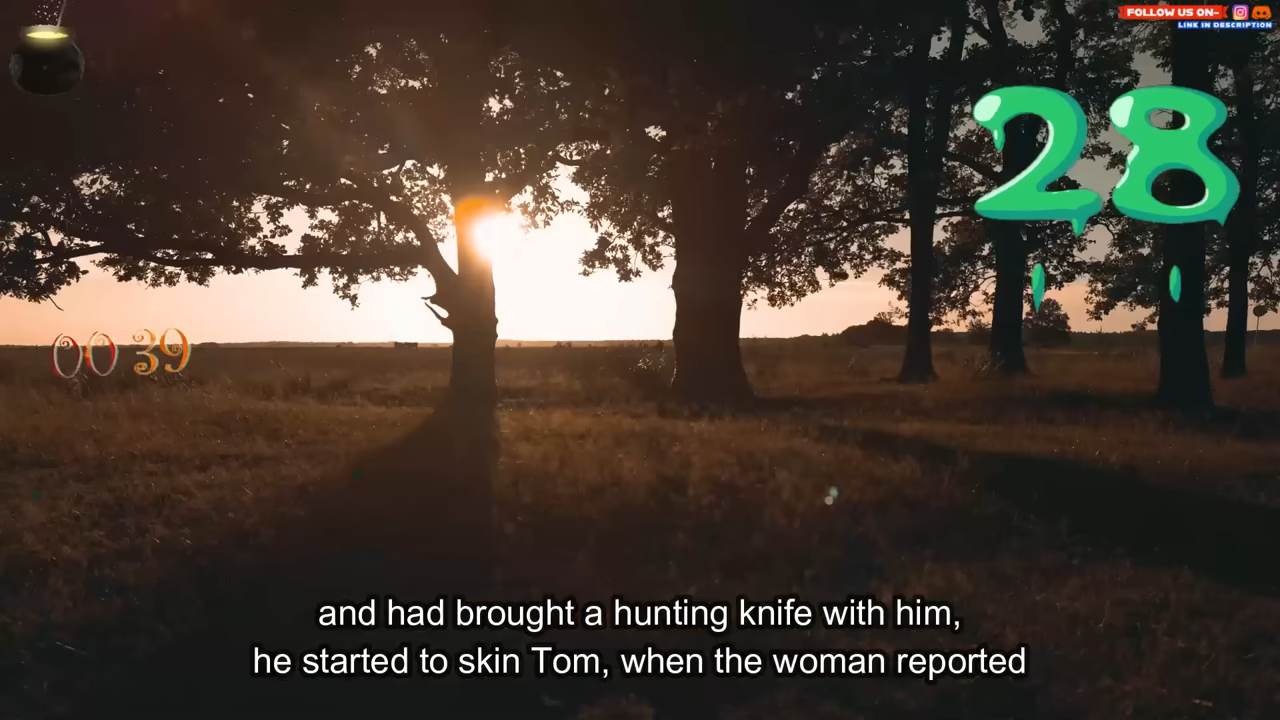 FOLLOW US ON-
LINK IN DESCRIPTION
28
00 39
and had brought a hunting knife with him,
he started to skin Tom, when the woman reported